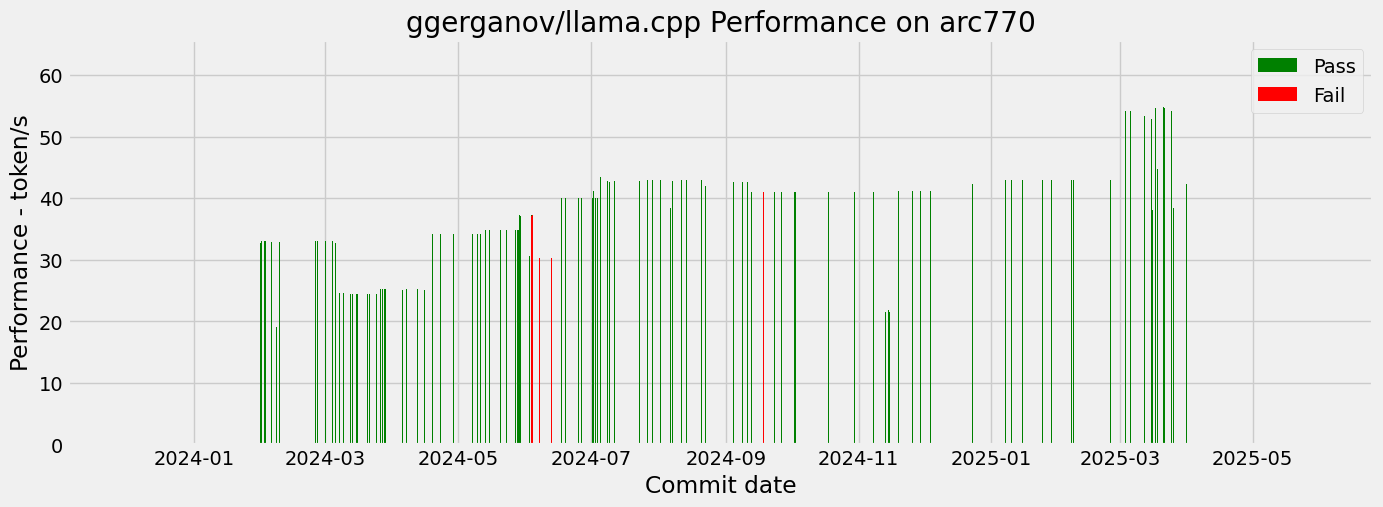 ggerganov/llama.cpp Performance on arc770
Performance - token/s
60
50
40
30
20
10
0
Pass
Fail
2024-01 2024-03 2024-05 2024-07 2024-09 2024-11 2025-01 2025-03 2025-05
Commit date